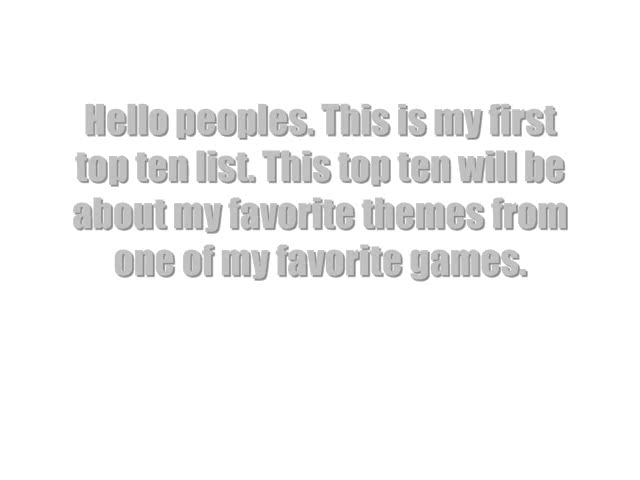 Hello peoples. This is my first
top ten list. This top ten will be
about my favorite themes from
one of my favorite games.